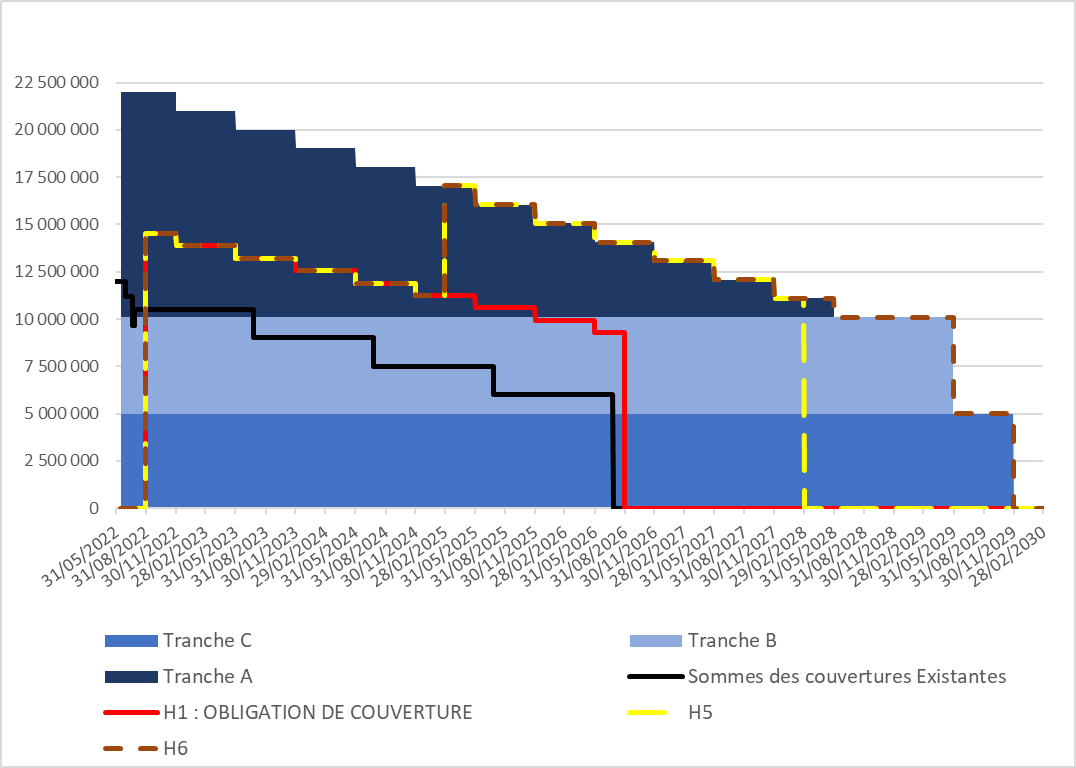 22 500 000
20 000 000
17 500 000
15 000 000
12 500 000
10 000 000
7 500 000
5 000 000
2 500 000
0
31/05/2022
31/08/2022
30/11/2022
28/02/2023
31/05/2023
31/08/2023
30/11/2023
29/02/2024
31/05/2024
31/08/2024
30/11/2024
28/02/2025
31/05/2025
31/08/2025
30/11/2025
28/02/2026
31/05/2026
31/08/2026
30/11/2026
28/02/2027
31/05/2027
31/08/2027
30/11/2027
29/02/2028
31/05/2028
31/08/2028
30/11/2028
28/02/2029
31/05/2029
31/08/2029
30/11/2029
28/02/2030
Tranche C
Tranche B
Tranche A
Sommes des couvertures Existantes
H1 : OBLIGATION DE COUVERTURE
H5
H6